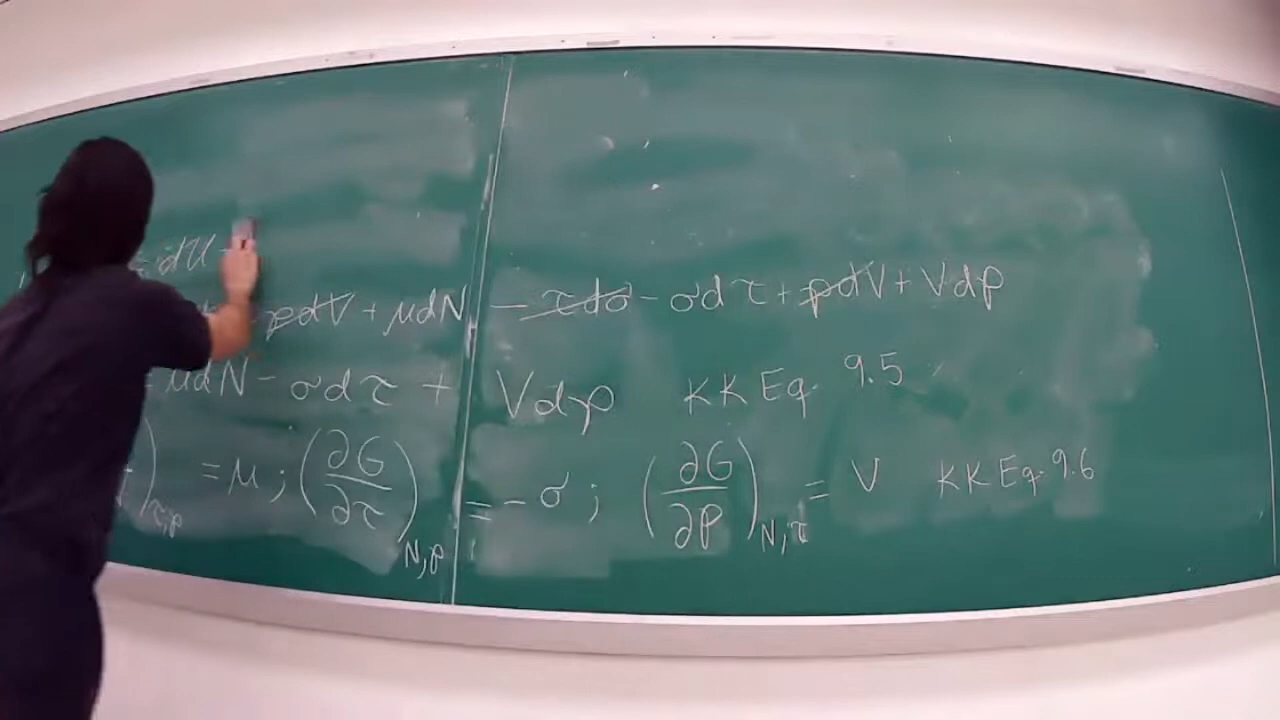 = dU
pdV + μdN - τdσ - σdτ + pdV + Vdp
= μdN - σdτ + Vdp KK Eq. 9.5
)τ,p = μ ; (∂G/∂τ)N,p = -σ ; (∂G/∂p)N,τ = V KK Eq. 9.6